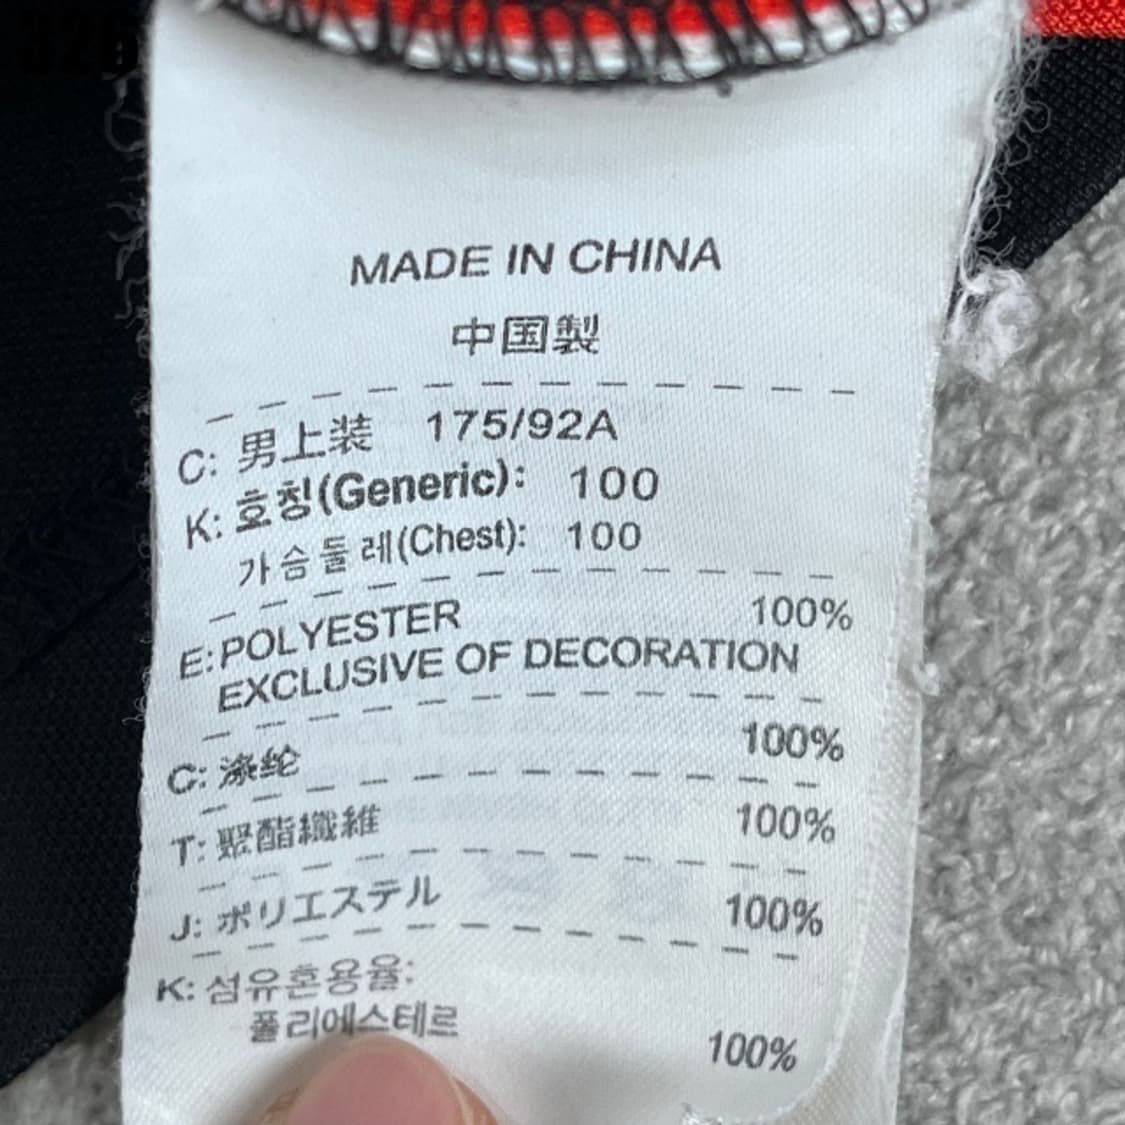 326
MADE IN CHINA
中国製
C: 男上装 175/92A
K: 호칭(Generic): 100
가슴둘레(Chest): 100
E:POLYESTER 100%
EXCLUSIVE OF DECORATION
C: 涤纶 100%
T: 聚酯纖維 100%
J: ポリエステル 100%
K: 섬유혼용율:
폴리에스테르 100%